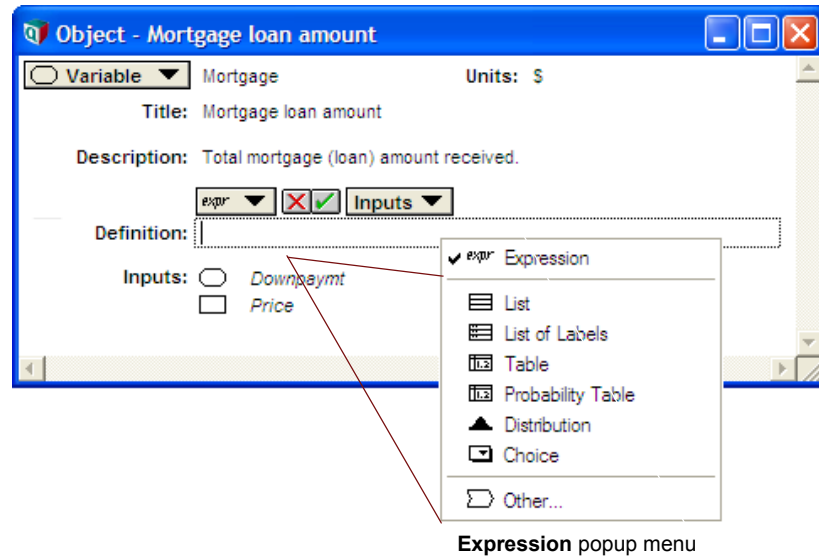 Object - Mortgage loan amount
Variable Mortgage Units: $
Title: Mortgage loan amount
Description: Total mortgage (loan) amount received.
expr Inputs
Definition:
Inputs: Downpaymt
Price
expr Expression
List
List of Labels
Table
Probability Table
Distribution
Choice
Other...
Expression popup menu